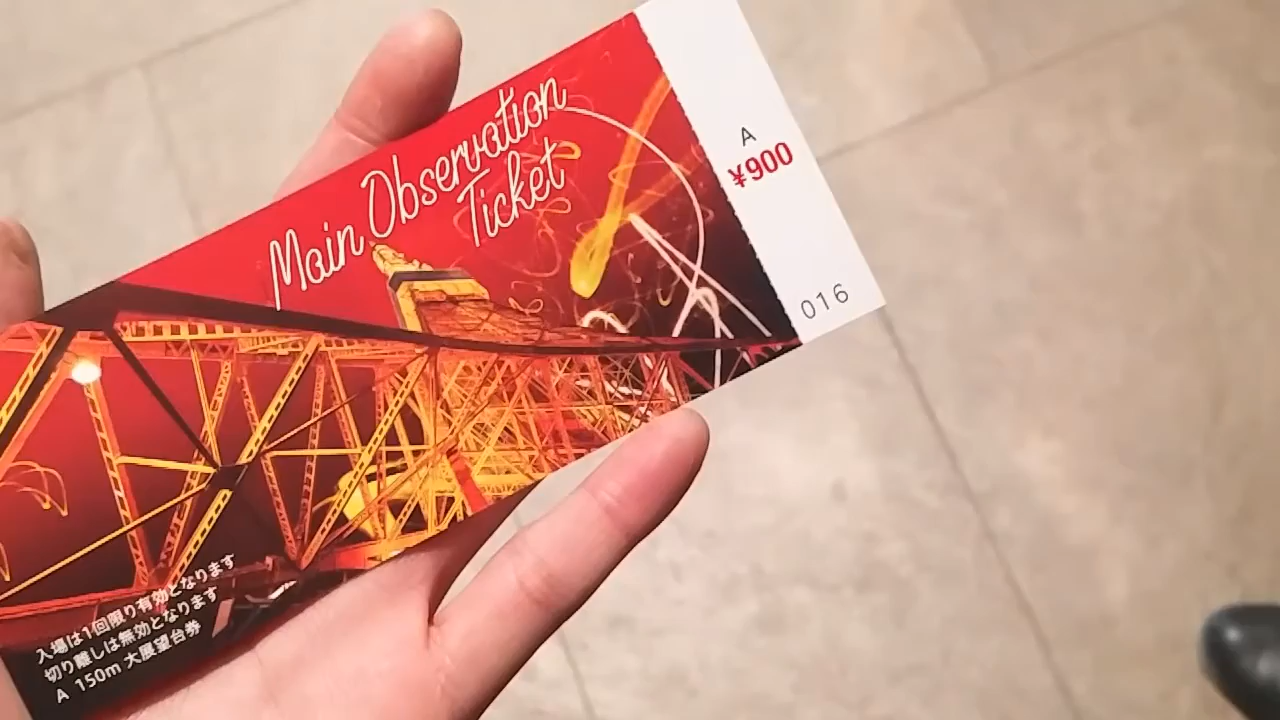 Main Observation
Ticket
A
¥900
016
入場は1回限り有効となります
切り離しは無効となります
A 150m 大展望台券